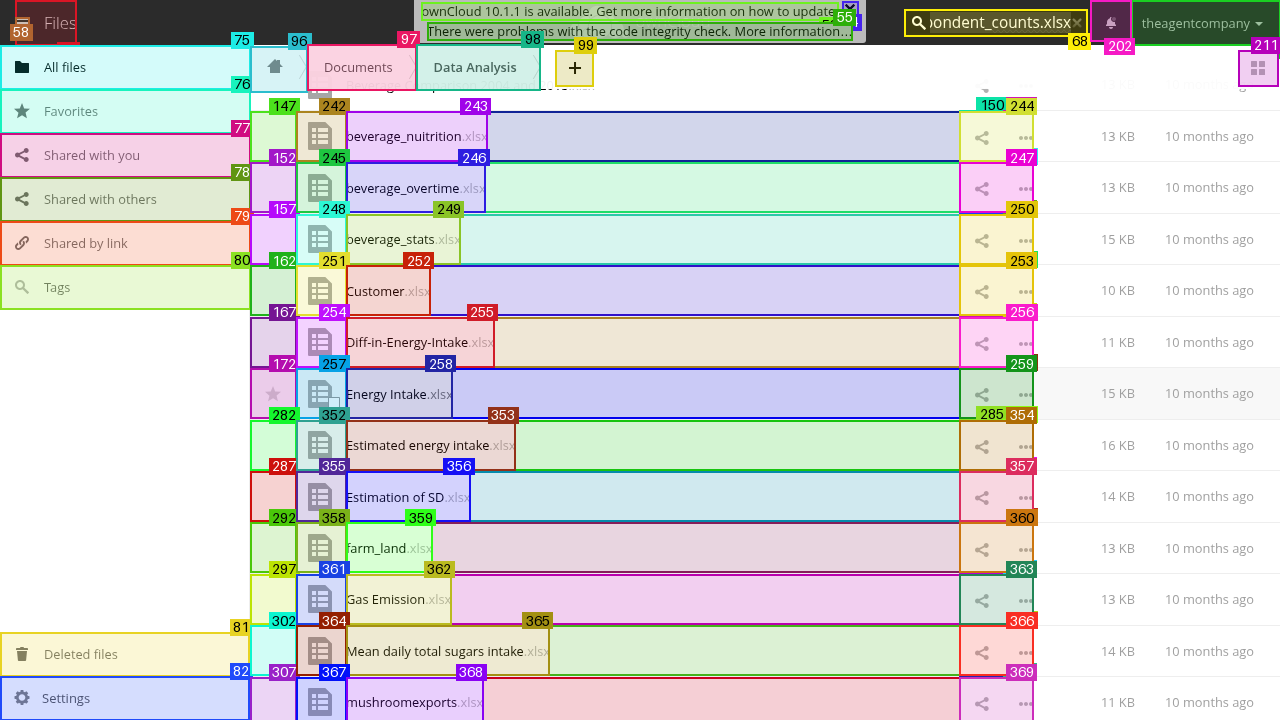 Files
58
ownCloud 10.1.1 is available. Get more information on how to update
There were problems with the code integrity check. More information...
55
pondent_counts.xlsx
68
202
theagentcompany
75
96
97
98
99
211
All files
Documents
Data Analysis
+
76
Favorites
147
242
243
150
244
77
beverage_nuitrition.xlsx
13 KB
10 months ago
Shared with you
152
245
246
247
78
beverage_overtime.xlsx
13 KB
10 months ago
Shared with others
157
248
249
250
79
beverage_stats.xlsx
15 KB
10 months ago
Shared by link
162
251
252
253
80
Customer.xlsx
10 KB
10 months ago
Tags
167
254
255
256
Diff-in-Energy-Intake.xlsx
11 KB
10 months ago
172
257
258
259
Energy Intake.xlsx
15 KB
10 months ago
282
352
353
285
354
Estimated energy intake.xlsx
16 KB
10 months ago
287
355
356
357
Estimation of SD.xlsx
14 KB
10 months ago
292
358
359
360
farm_land.xlsx
13 KB
10 months ago
297
361
362
363
Gas Emission.xlsx
13 KB
10 months ago
302
364
365
366
81
Mean daily total sugars intake.xlsx
14 KB
10 months ago
Deleted files
307
367
368
369
82
mushroomexports.xlsx
11 KB
10 months ago
Settings